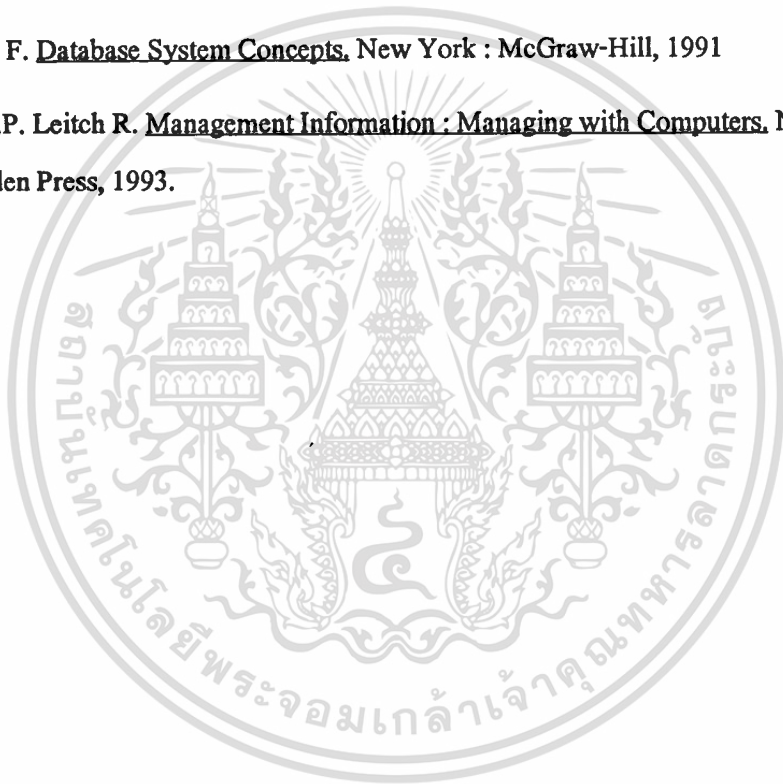 F. Database System Concepts. New York : McGraw-Hill, 1991
.P. Leitch R. Management Information : Managing with Computers. N
den Press, 1993.
สถาบันเทคโนโลยีพระจอมเกล้าเจ้าคุณทหารลาดกระบัง